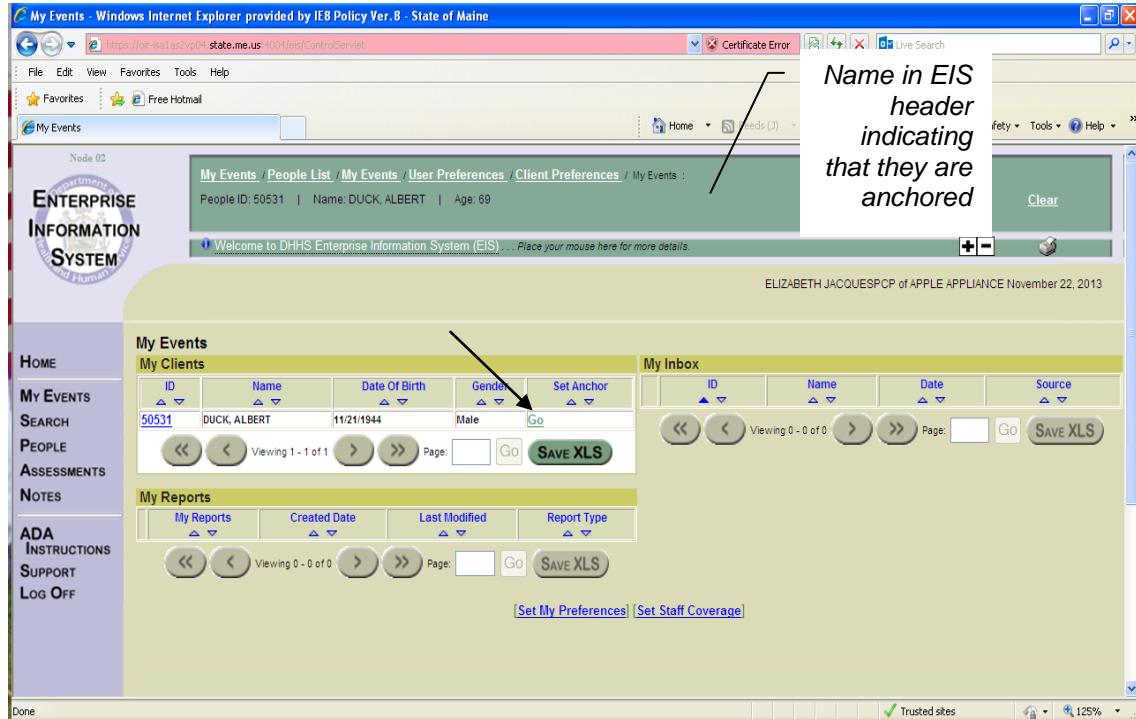 My Events - Windows Internet Explorer provided by IE8 Policy Ver. 8 - State of Maine
https://oit-isa1as2vp04.state.me.us:4004/eis/ControlServlet
Certificate Error
Live Search
File Edit View Favorites Tools Help
Favorites Free Hotmail
My Events
Home Feeds (J) Tools Help
Name in EIS
header
indicating
that they are
anchored
Node 02
ENTERPRISE
INFORMATION
SYSTEM
My Events / People List / My Events / User Preferences / Client Preferences / My Events :
People ID: 50531 | Name: DUCK, ALBERT | Age: 69
Clear
Welcome to DHHS Enterprise Information System (EIS) . . . Place your mouse here for more details.
+ -
ELIZABETH JACQUESPCP of APPLE APPLIANCE November 22, 2013
HOME
MY EVENTS
SEARCH
PEOPLE
ASSESSMENTS
NOTES
ADA
INSTRUCTIONS
SUPPORT
LOG OFF
My Events
My Clients
ID Name Date Of Birth Gender Set Anchor
50531 DUCK, ALBERT 11/21/1944 Male Go
Viewing 1 - 1 of 1 Page: Go SAVE XLS
My Inbox
ID Name Date Source
Viewing 0 - 0 of 0 Page: Go SAVE XLS
My Reports
My Reports Created Date Last Modified Report Type
Viewing 0 - 0 of 0 Page: Go SAVE XLS
[Set My Preferences] [Set Staff Coverage]
Done Trusted sites 125%